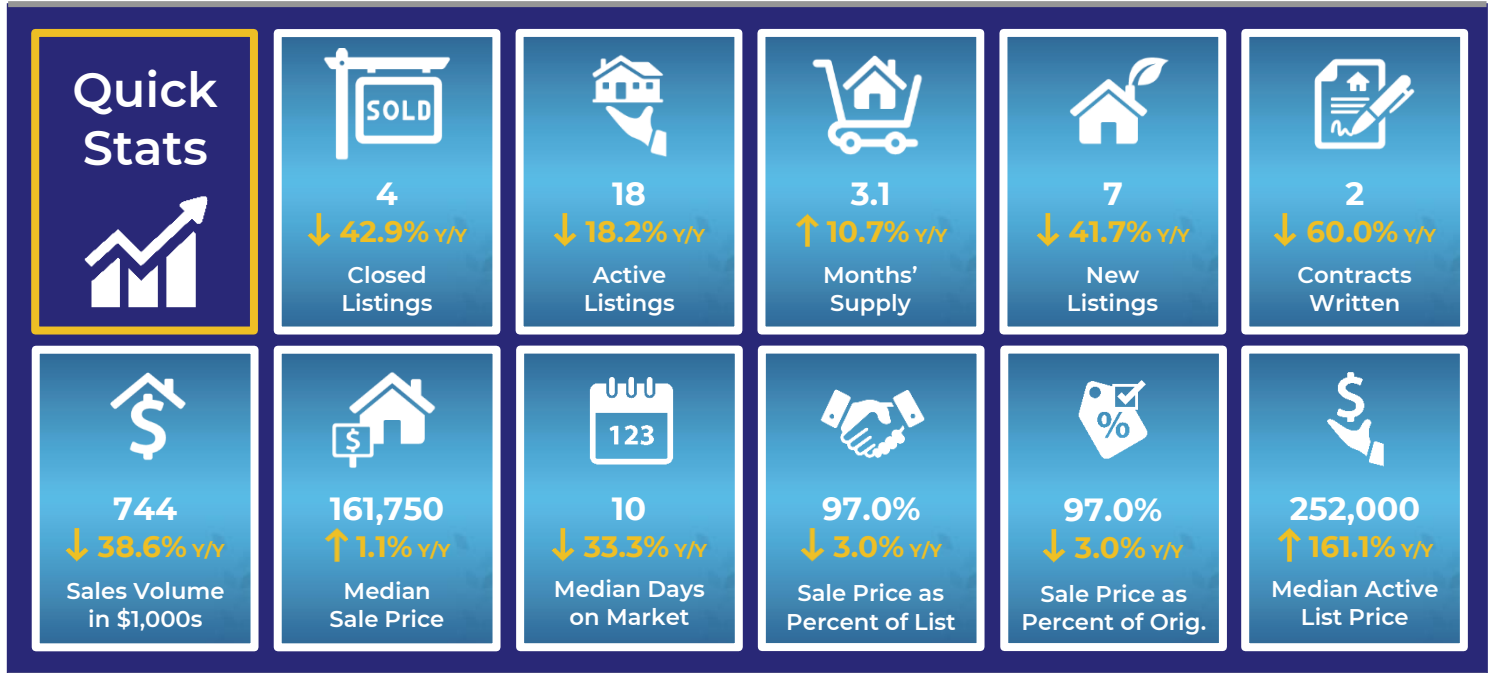 Quick
Stats
SOLD
4
↓ 42.9% Y/Y
Closed
Listings
18
↓ 18.2% Y/Y
Active
Listings
3.1
↑ 10.7% Y/Y
Months’
Supply
7
↓ 41.7% Y/Y
New
Listings
2
↓ 60.0% Y/Y
Contracts
Written
$
744
↓ 38.6% Y/Y
Sales Volume
in $1,000s
$
161,750
↑ 1.1% Y/Y
Median
Sale Price
123
10
↓ 33.3% Y/Y
Median Days
on Market
97.0%
↓ 3.0% Y/Y
Sale Price as
Percent of List
%
97.0%
↓ 3.0% Y/Y
Sale Price as
Percent of Orig.
$
252,000
↑ 161.1% Y/Y
Median Active
List Price